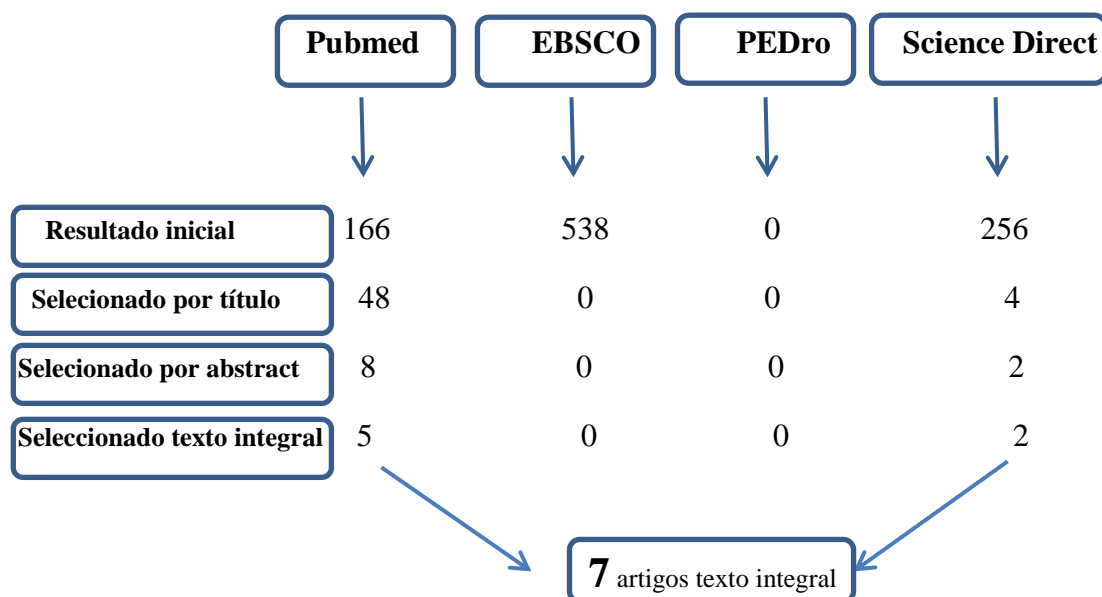 Pubmed EBSCO PEDro Science Direct
Resultado inicial 166 538 0 256
Selecionado por título 48 0 0 4
Selecionado por abstract 8 0 0 2
Seleccionado texto integral 5 0 0 2
7 artigos texto integral